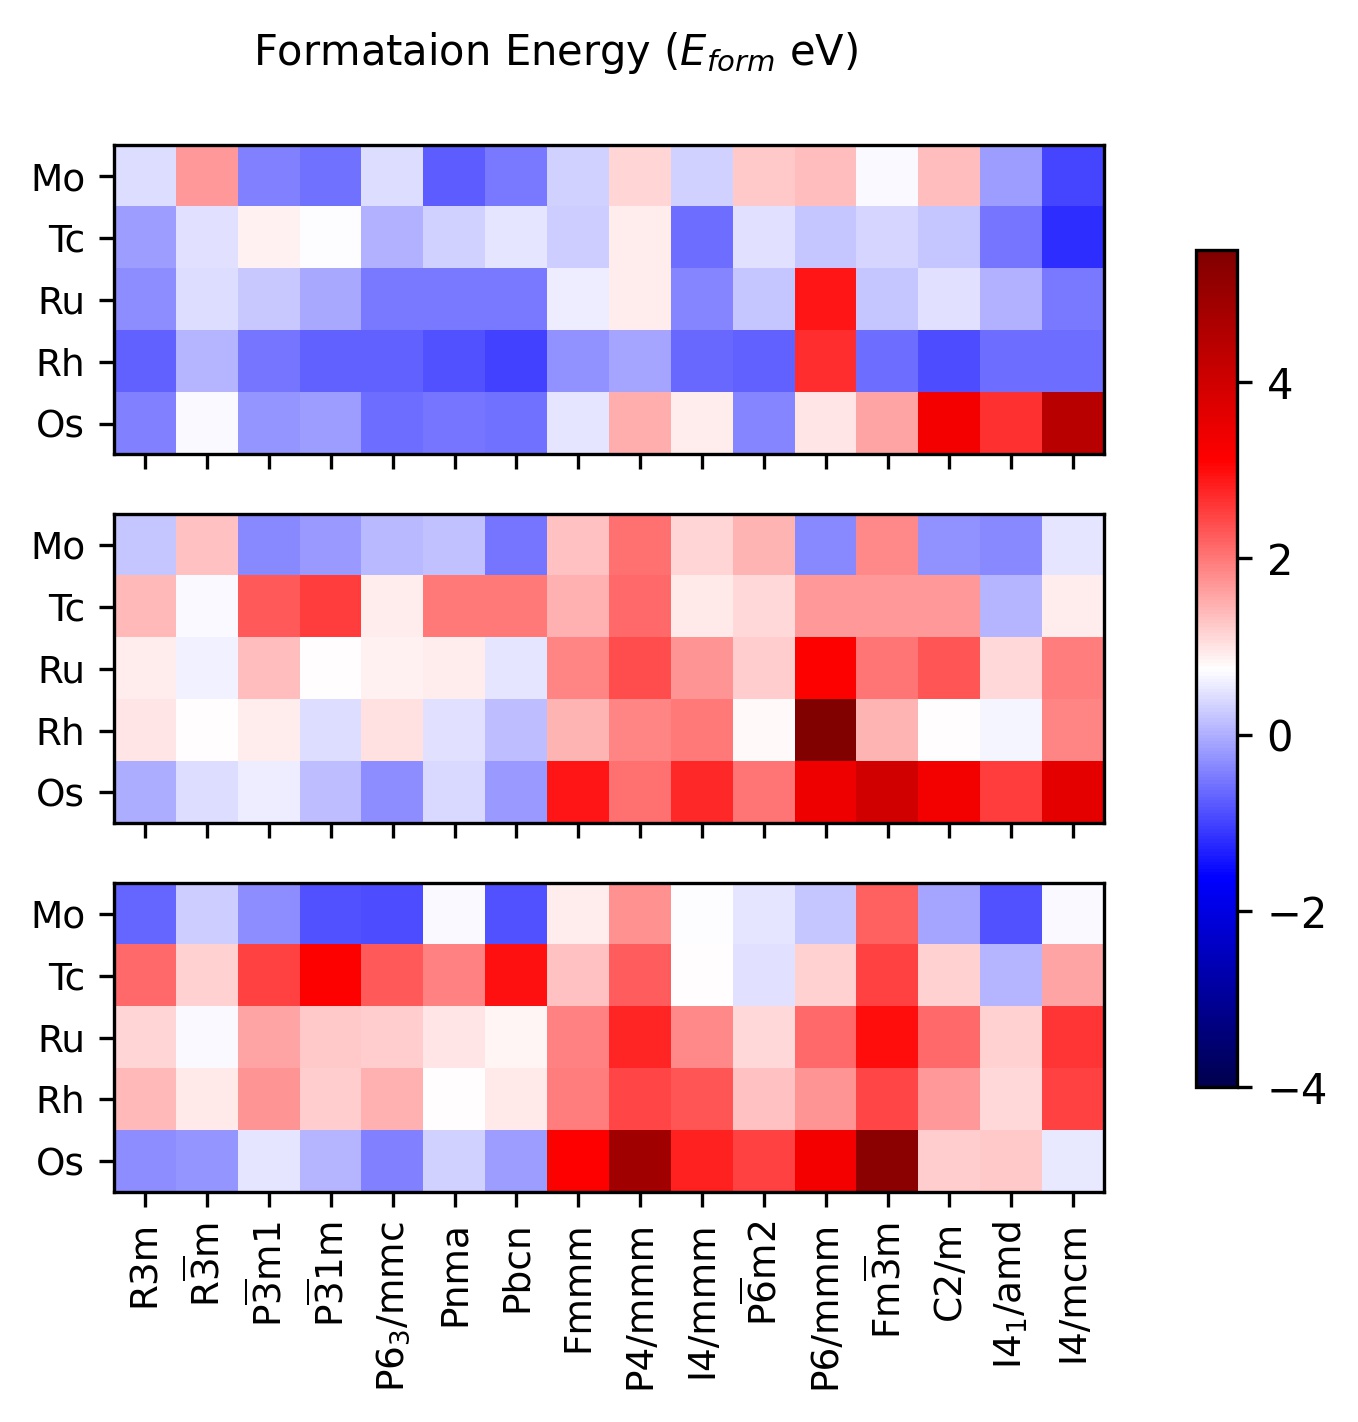 Formataion Energy (E_form eV)
Mo
Tc
Ru
Rh
Os
Mo
Tc
Ru
Rh
Os
Mo
Tc
Ru
Rh
Os
R3m
R3̅m
P3̅m1
P3̅1m
P6₃/mmc
Pnma
Pbcn
Fmmm
P4/mmm
I4/mmm
P6̅m2
P6/mmm
Fm3̅m
C2/m
I4₁/amd
I4/mcm
4
2
0
−2
−4